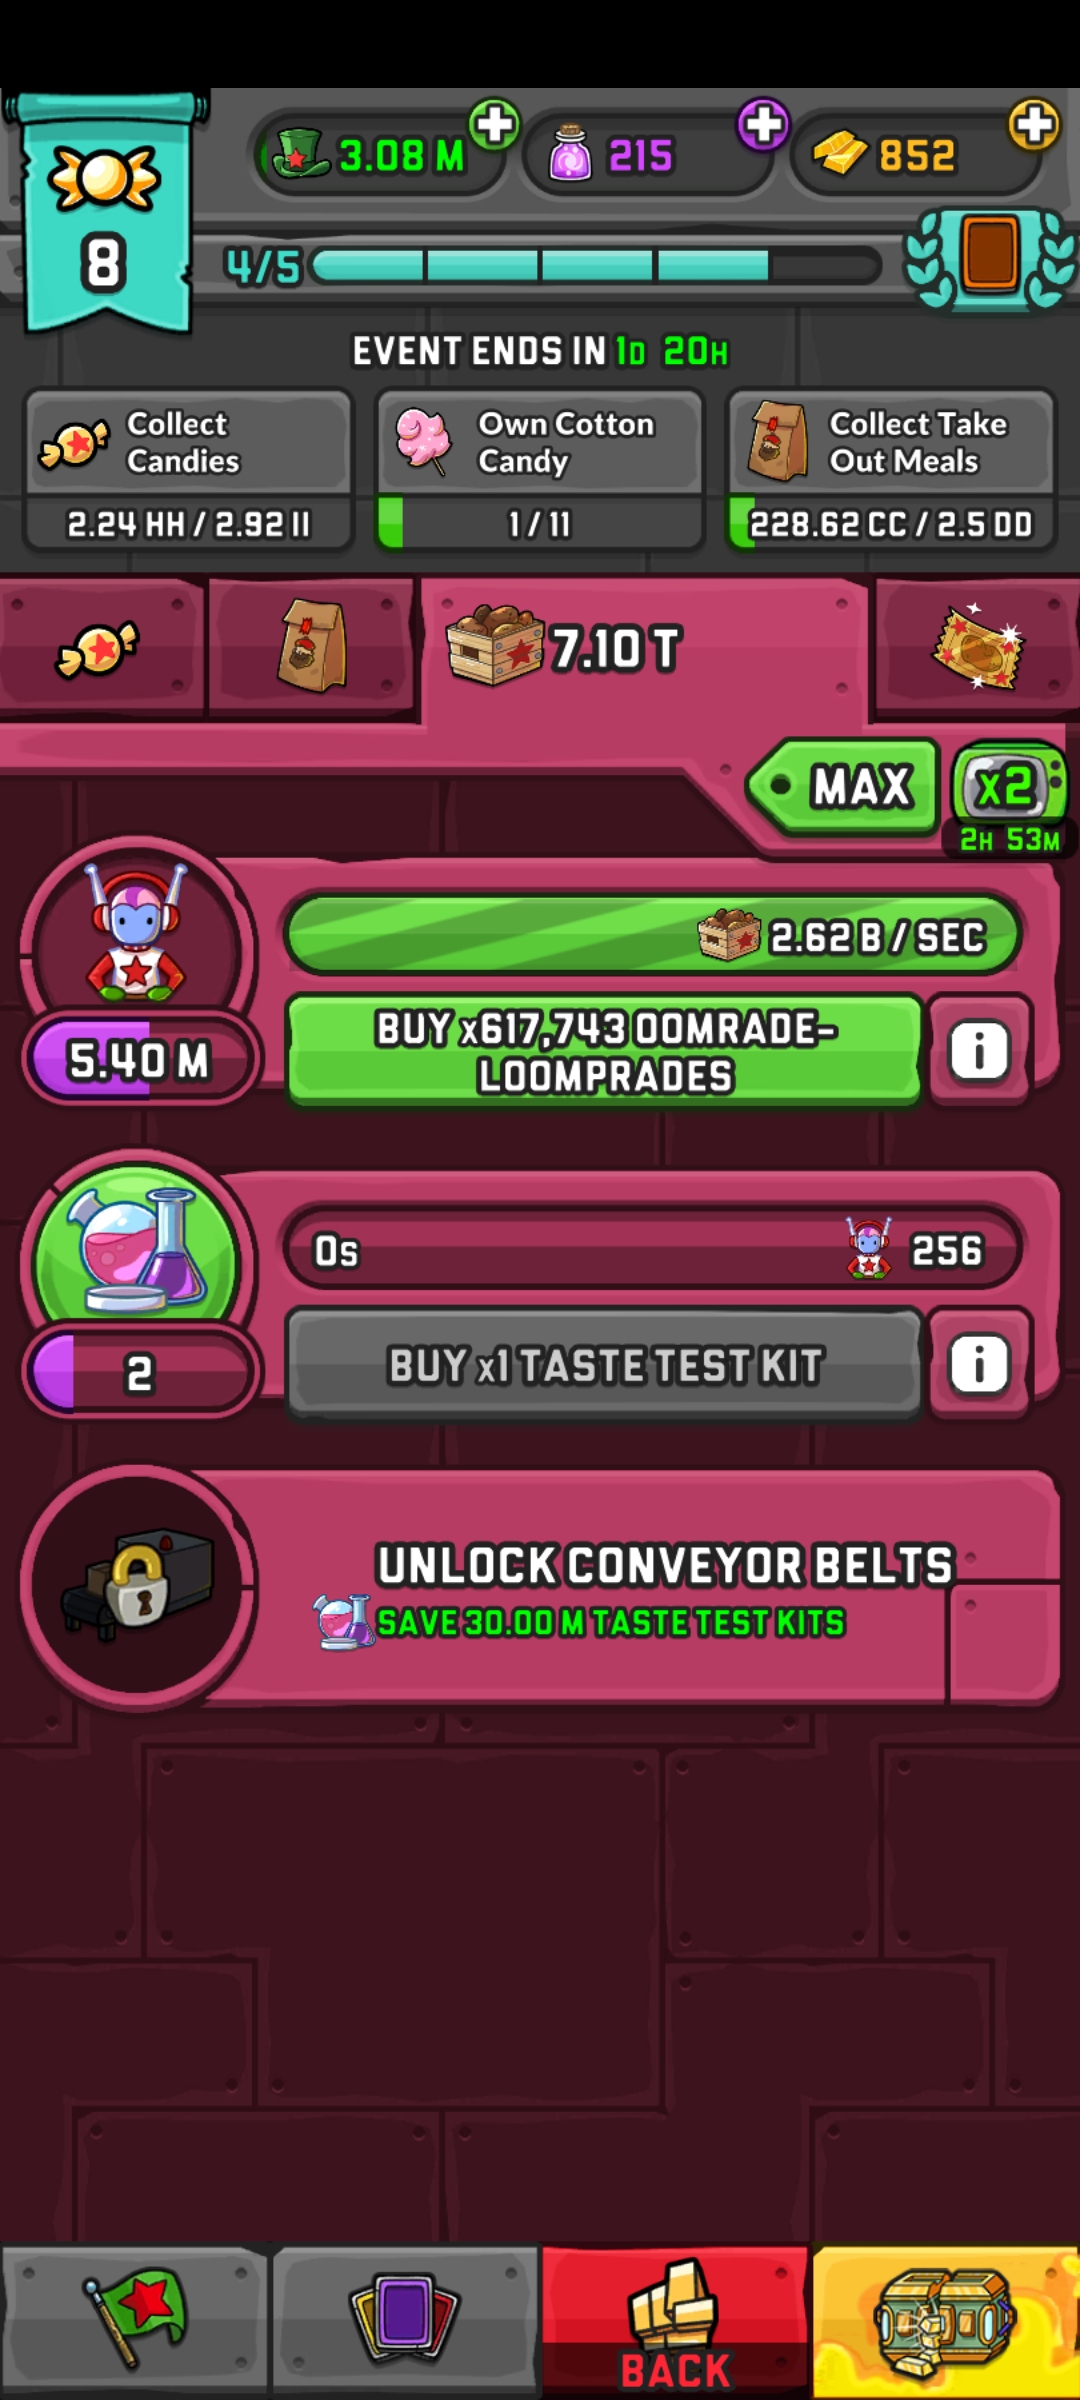 3.08 M
215
852
8
4/5
EVENT ENDS IN 1D 20H
Collect
Candies
2.24 HH / 2.92 II
Own Cotton
Candy
1 / 11
Collect Take
Out Meals
228.62 CC / 2.5 DD
7.10 T
MAX
x2
2H 53M
2.62 B / SEC
5.40 M
BUY x617,743 OOMRADE-
LOOMPRADES
i
0s
256
2
BUY x1 TASTE TEST KIT
i
UNLOCK CONVEYOR BELTS
SAVE 30.00 M TASTE TEST KITS
BACK